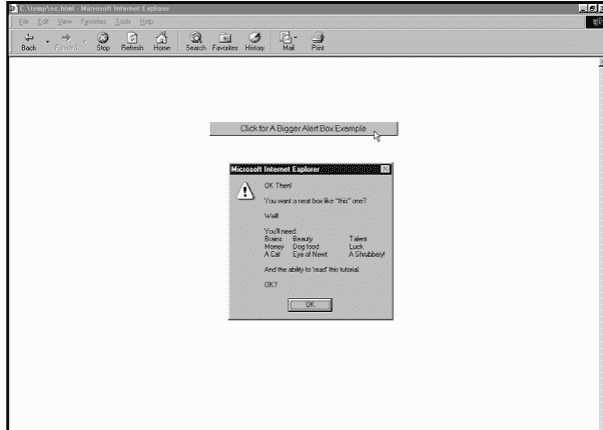 C:\temp\ec.html - Microsoft Internet Explorer
File Edit View Favorites Tools Help
Back Forward Stop Refresh Home Search Favorites History Mail Print
Click for A Bigger Alert Box Example
Microsoft Internet Explorer
OK Then!
You want a neat box like "this" one?
Well!
You'll need:
Brains Beauty Talent
Money Dog food Luck
A Cat Eye of Newt A Shrubbery!
And the ability to 'read' this tutorial.
OK?
OK